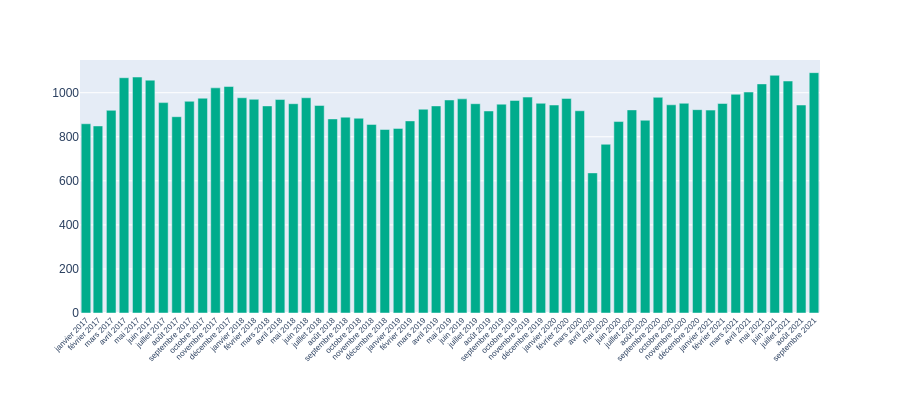 1000
800
600
400
200
0
janvier 2017
février 2017
mars 2017
avril 2017
mai 2017
juin 2017
juillet 2017
août 2017
septembre 2017
octobre 2017
novembre 2017
décembre 2017
janvier 2018
février 2018
mars 2018
avril 2018
mai 2018
juin 2018
juillet 2018
août 2018
septembre 2018
octobre 2018
novembre 2018
décembre 2018
janvier 2019
février 2019
mars 2019
avril 2019
mai 2019
juin 2019
juillet 2019
août 2019
septembre 2019
octobre 2019
novembre 2019
décembre 2019
janvier 2020
février 2020
mars 2020
avril 2020
mai 2020
juin 2020
juillet 2020
août 2020
septembre 2020
octobre 2020
novembre 2020
décembre 2020
janvier 2021
février 2021
mars 2021
avril 2021
mai 2021
juin 2021
juillet 2021
août 2021
septembre 2021